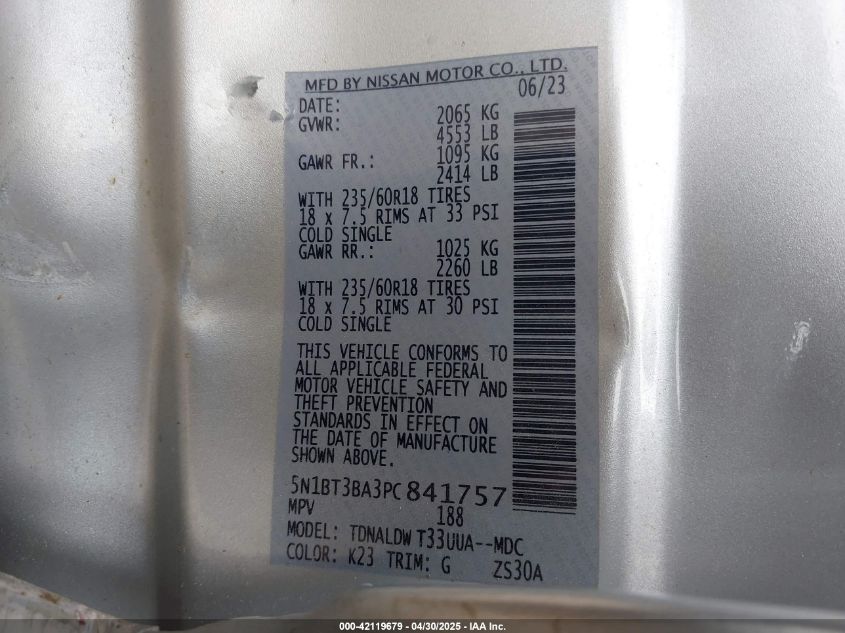 MFD BY NISSAN MOTOR CO., LTD.
DATE: 06/23
GVWR: 2065 KG
4553 LB
GAWR FR.: 1095 KG
2414 LB
WITH 235/60R18 TIRES
18 x 7.5 RIMS AT 33 PSI
COLD SINGLE
GAWR RR.: 1025 KG
2260 LB
WITH 235/60R18 TIRES
18 x 7.5 RIMS AT 30 PSI
COLD SINGLE
THIS VEHICLE CONFORMS TO
ALL APPLICABLE FEDERAL
MOTOR VEHICLE SAFETY AND
THEFT PREVENTION
STANDARDS IN EFFECT ON
THE DATE OF MANUFACTURE
SHOWN ABOVE.
5N1BT3BA3PC841757
MPV 188
MODEL: TDNALDW T33UUA--MDC
COLOR: K23 TRIM: G ZS30A
000-42119679 - 04/30/2025 - IAA Inc.